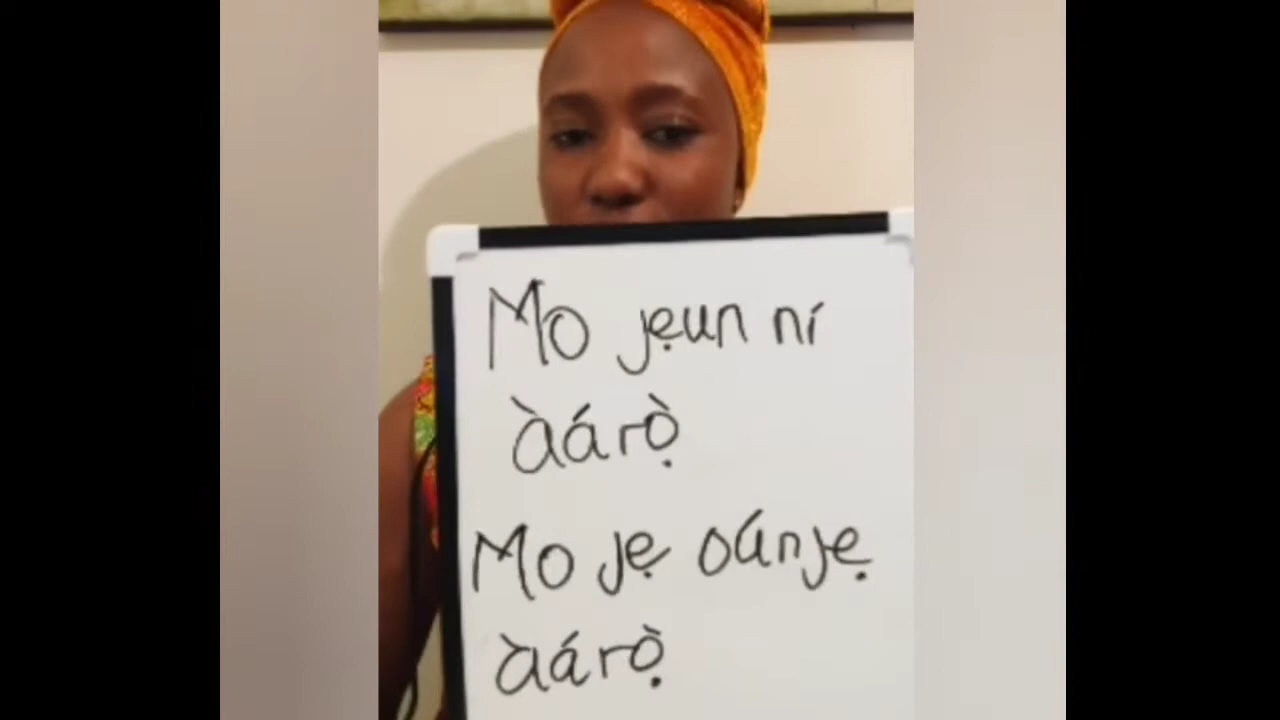 Mo jẹun ní
àárọ̀
Mo jẹ oúnjẹ
àárọ̀